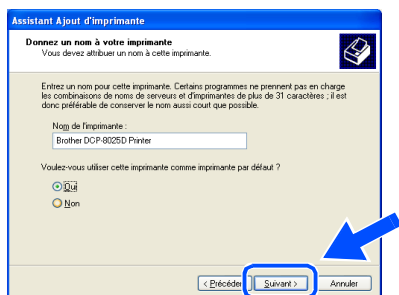 Assistant Ajout d'imprimante
Donnez un nom à votre imprimante
Vous devez attribuer un nom à cette imprimante.
Entrez un nom pour cette imprimante. Certains programmes ne prennent pas en charge
les combinaisons de noms de serveurs et d'imprimantes de plus de 31 caractères ; il est
donc préférable de conserver le nom aussi court que possible.
Nom de l'imprimante :
Brother DCP-8025D Printer
Voulez-vous utiliser cette imprimante comme imprimante par défaut ?
Oui
Non
< Précéden Suivant > Annuler